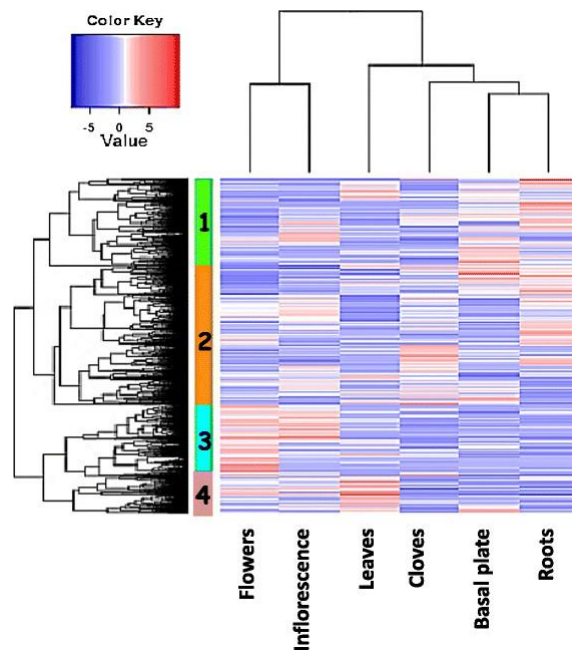 Color Key
-5 0 5
Value
1
2
3
4
Flowers
Inflorescence
Leaves
Cloves
Basal plate
Roots